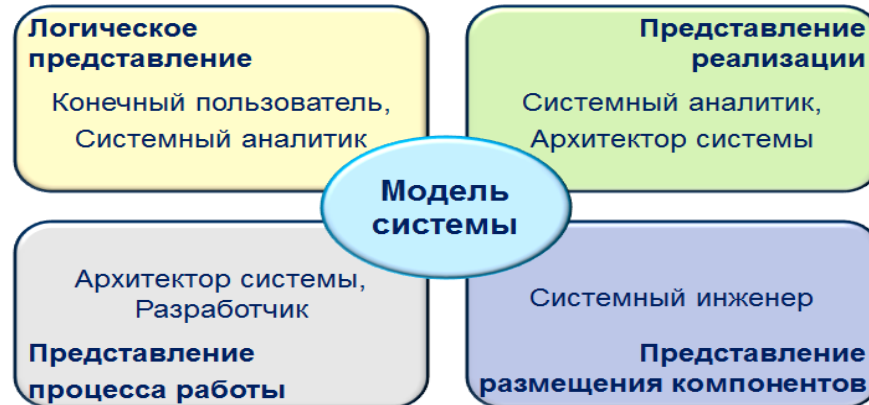 Логическое
представление
Конечный пользователь,
Системный аналитик
Представление
реализации
Системный аналитик,
Архитектор системы
Модель
системы
Архитектор системы,
Разработчик
Представление
процесса работы
Системный инженер
Представление
размещения компонентов